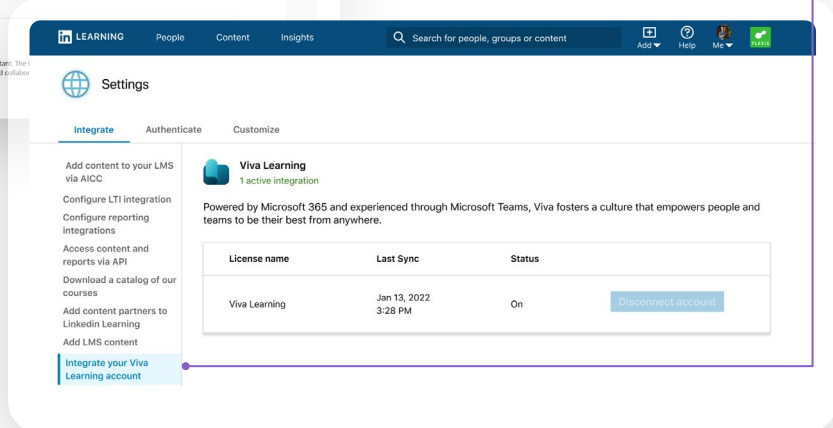 tant. The
d collabor
in LEARNING People Content Insights Search for people, groups or content Add Help Me FLEXIS
Settings
Integrate Authenticate Customize
Add content to your LMS
via AICC
Configure LTI integration
Configure reporting
integrations
Access content and
reports via API
Download a catalog of our
courses
Add content partners to
Linkedin Learning
Add LMS content
Integrate your Viva
Learning account
Viva Learning
1 active integration
Powered by Microsoft 365 and experienced through Microsoft Teams, Viva fosters a culture that empowers people and
teams to be their best from anywhere.
License name Last Sync Status
Viva Learning Jan 13, 2022 On Disconnect account
3:28 PM